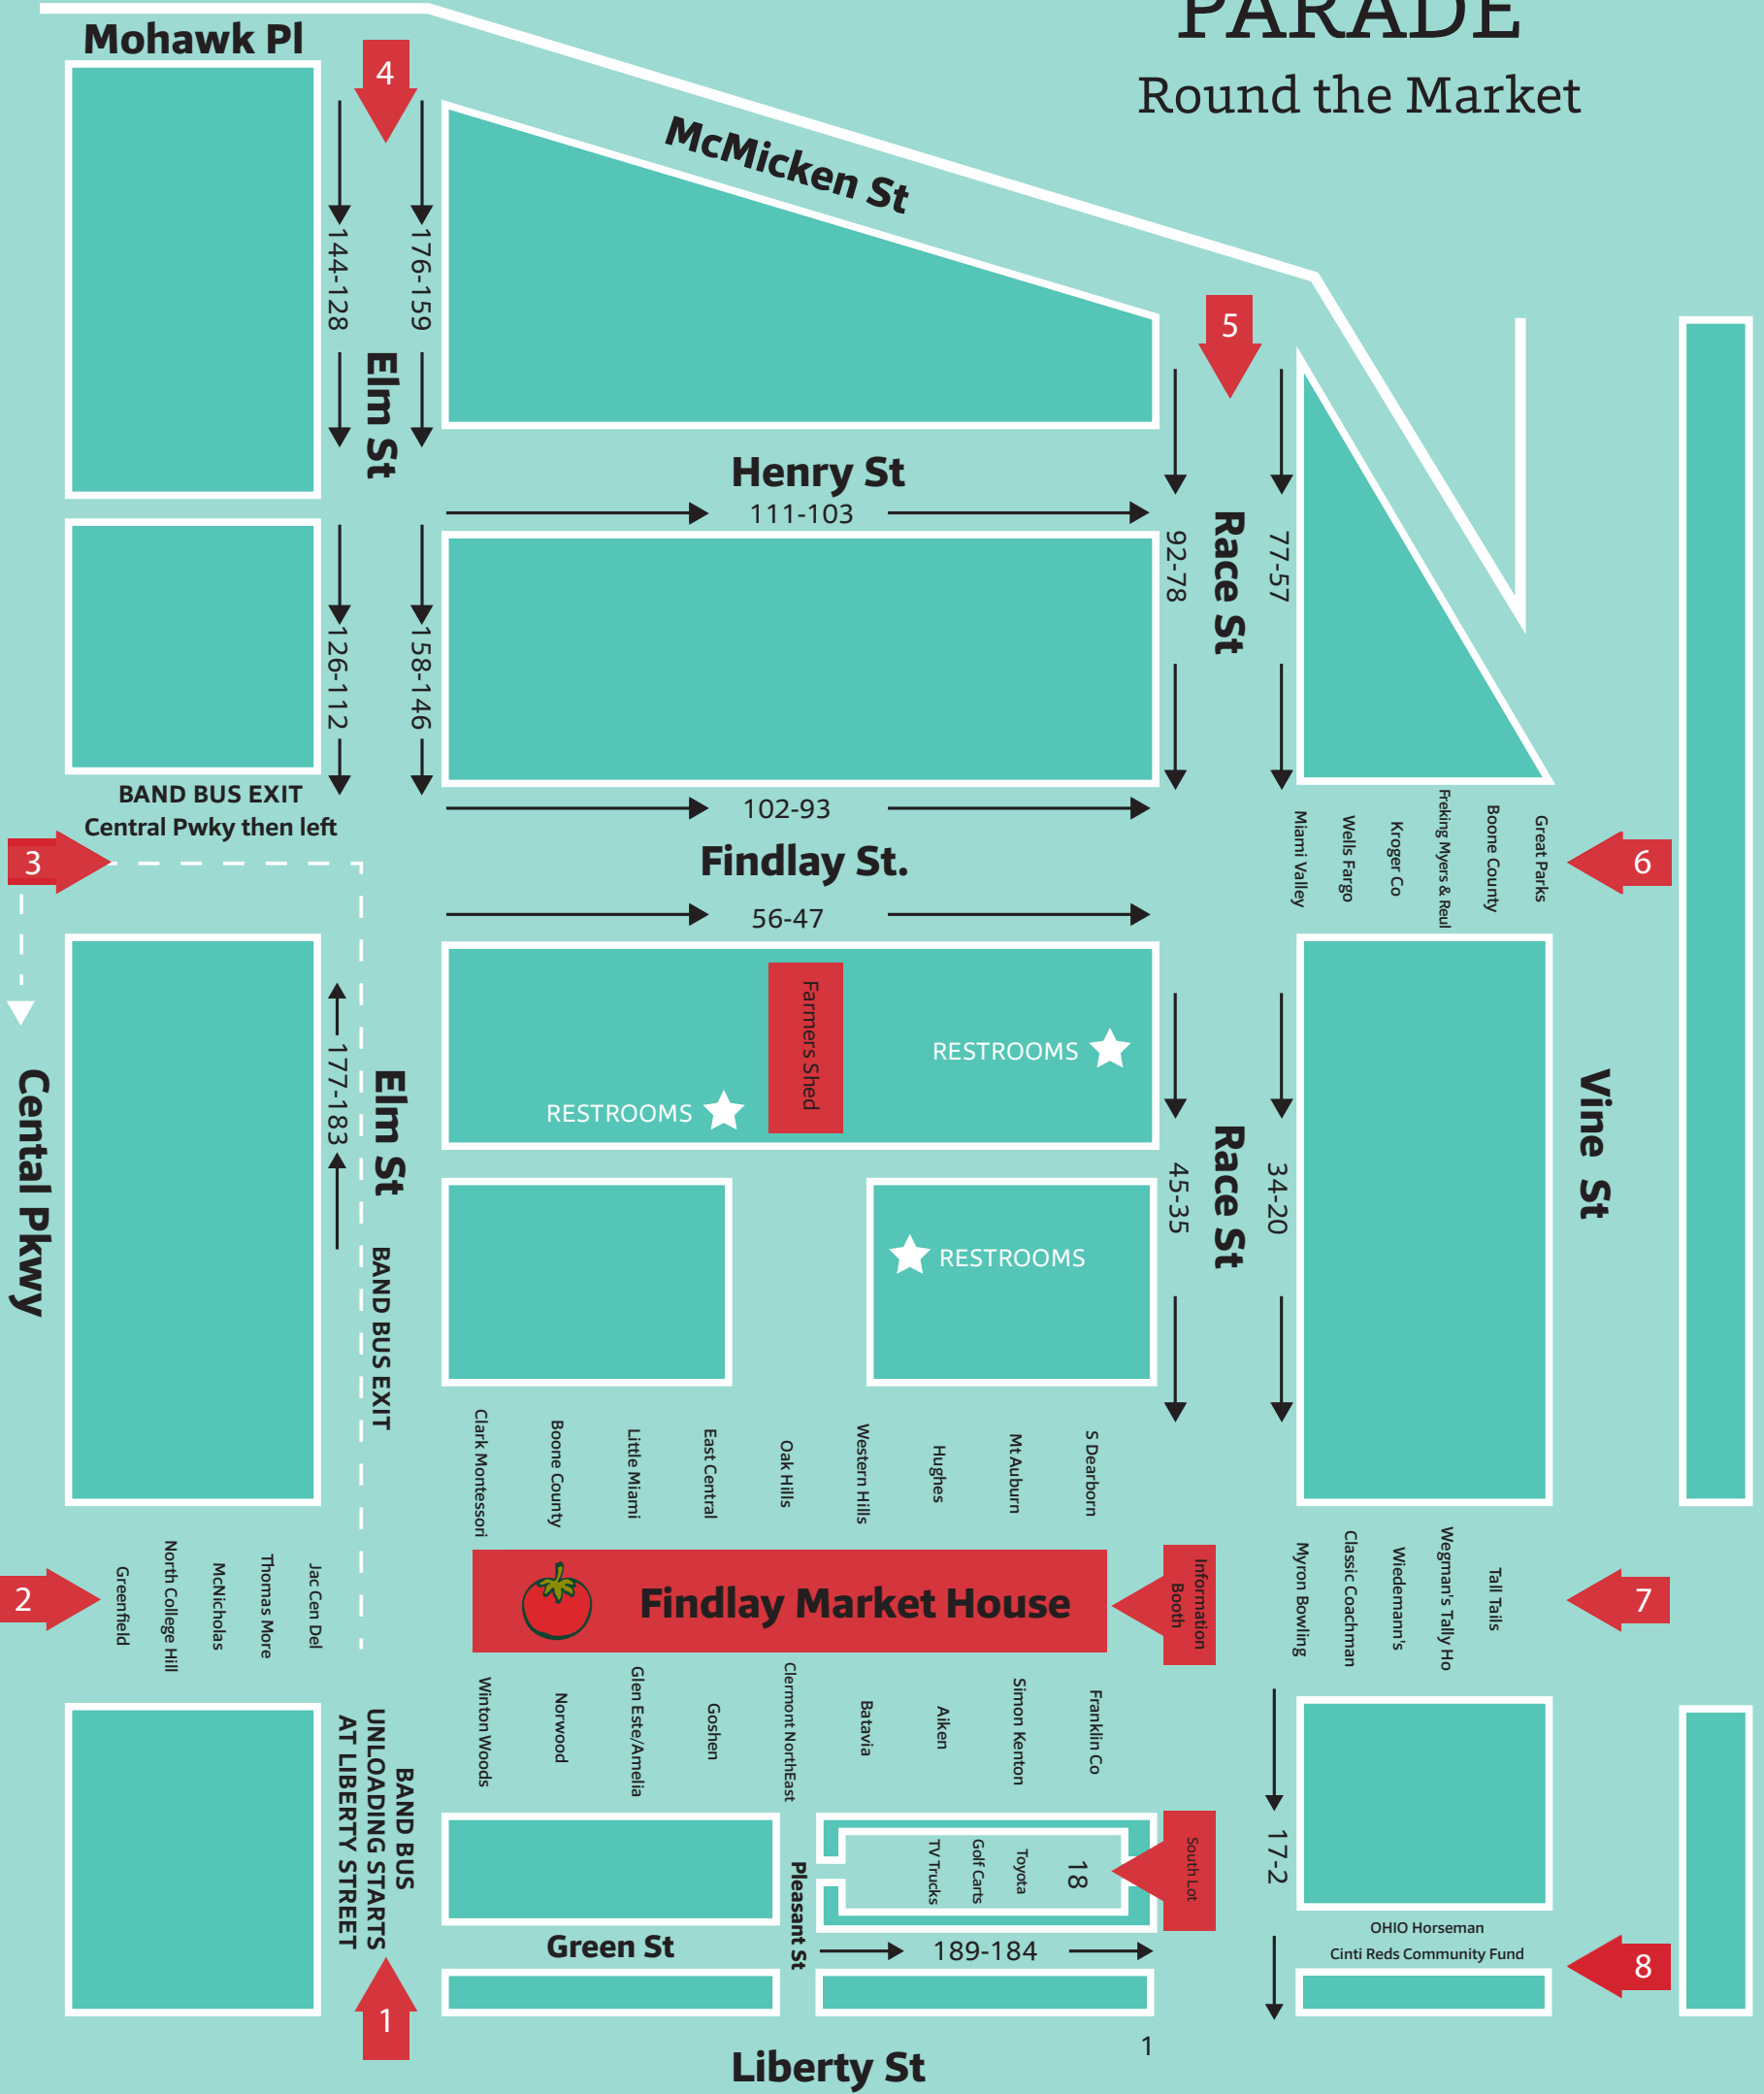 PARADE
Round the Market
Mohawk Pl
4
McMicken St
144-128
176-159
5
Elm St
Henry St
111-103
92-78
Race St
77-57
126-112
158-146
BAND BUS EXIT
Central Pwky then left
102-93
3
Findlay St.
56-47
Miami Valley
Wells Fargo
Kroger Co
Freking Myers & Reul
Boone County
Great Parks
6
Farmers Shed
RESTROOMS
RESTROOMS
177-183
Cental Pkwy
Elm St
BAND BUS EXIT
45-35
Race St
34-20
Vine St
RESTROOMS
Clark Montessori
Boone County
Little Miami
East Central
Oak Hills
Western Hills
Hughes
Mt Auburn
S Dearborn
2
Greenfield
North College Hill
McNicholas
Thomas More
Jac Cen Del
Findlay Market House
Information
Booth
Myron Bowling
Classic Coachman
Wiedemann's
Wegman's Tally Ho
Tall Tails
7
Winton Woods
Norwood
Glen Este/Amelia
Goshen
Clermont NorthEast
Batavia
Aiken
Simon Kenton
Franklin Co
BAND BUS
UNLOADING STARTS
AT LIBERTY STREET
Pleasant St
TV Trucks
Golf Carts
Toyota
18
South Lot
17-2
Green St
189-184
OHIO Horseman
Cinti Reds Community Fund
8
1
1
Liberty St